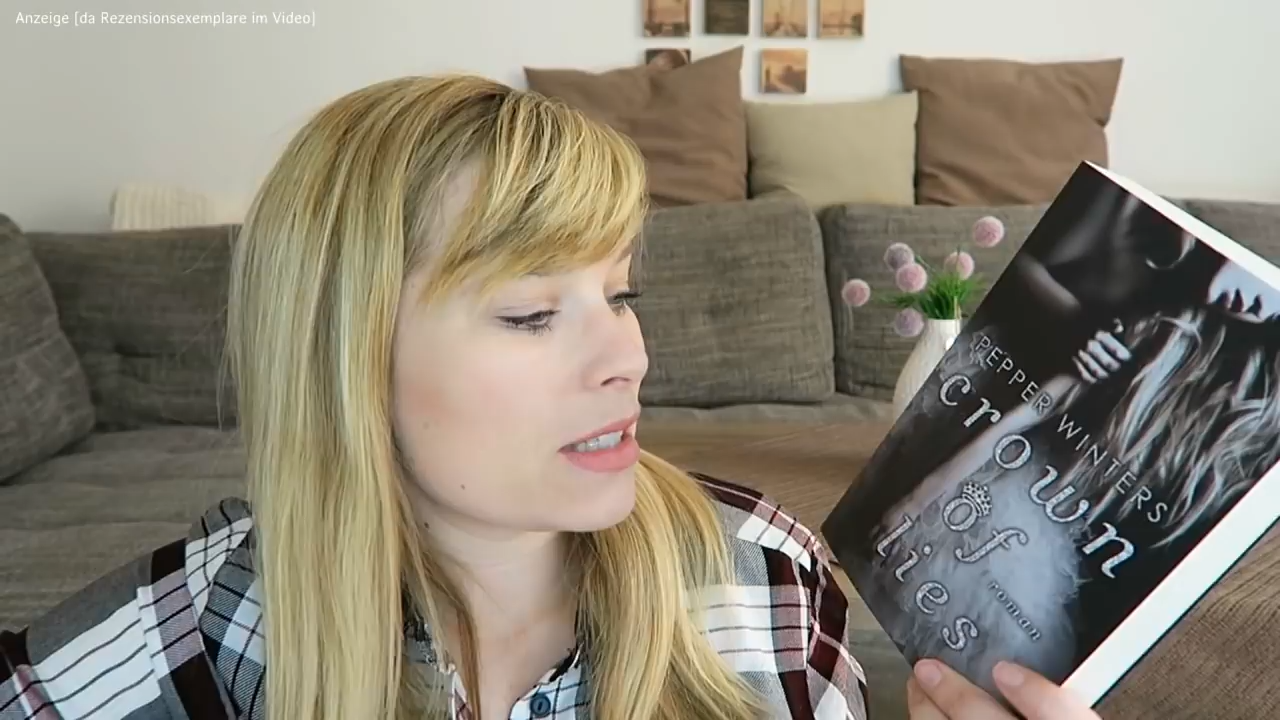 Anzeige [da Rezensionsexemplare im Video]
PEPPER WINTERS
crown
of
lies
roman